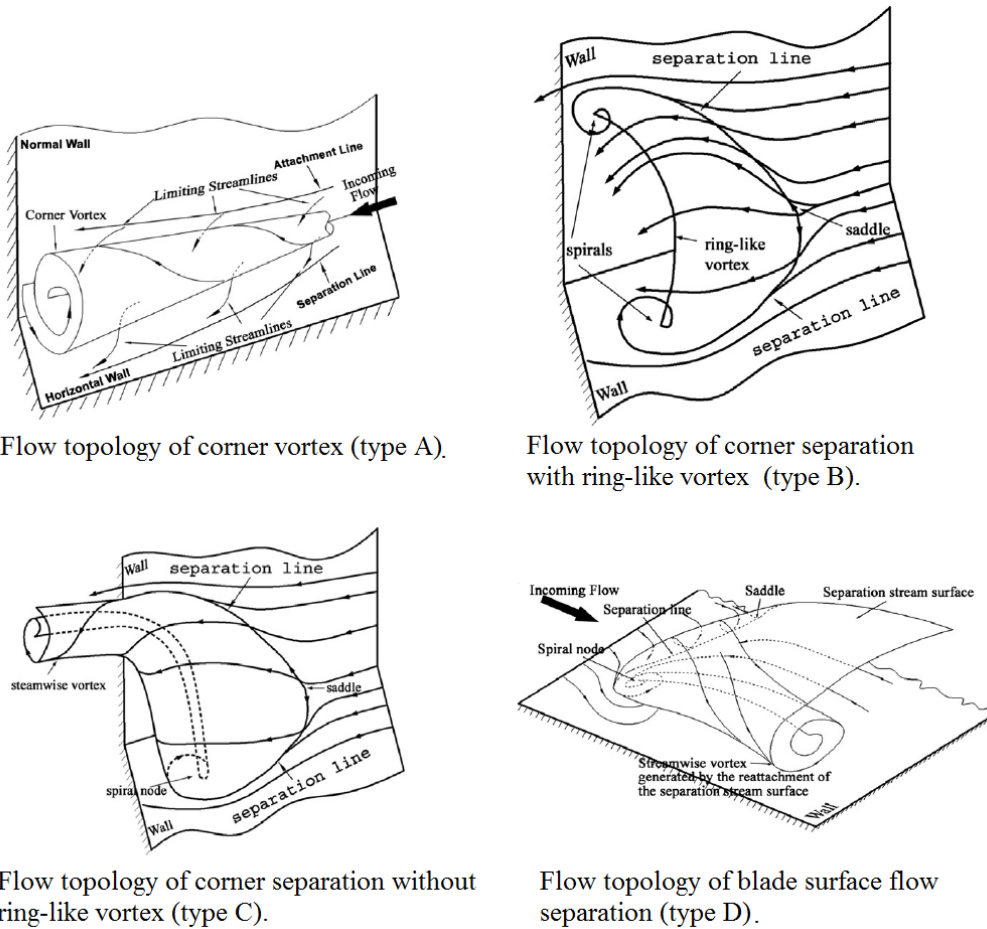 Normal Wall
Attachment Line
Limiting Streamlines
Incoming
Flow
Corner Vortex
Separation Line
Limiting Streamlines
Horizontal Wall
Flow topology of corner vortex (type A).
Wall
separation line
saddle
spirals
ring-like
vortex
separation line
Wall
Flow topology of corner separation
with ring-like vortex (type B).
Wall
separation line
steamwise vortex
saddle
spiral node
separation line
Wall
Flow topology of corner separation without
ring-like vortex (type C).
Incoming Flow
Saddle
Separation stream surface
Separation line
Spiral node
Streamwise vortex
generated by the reattachment of
the separation stream surface
Wall
Flow topology of blade surface flow
separation (type D).